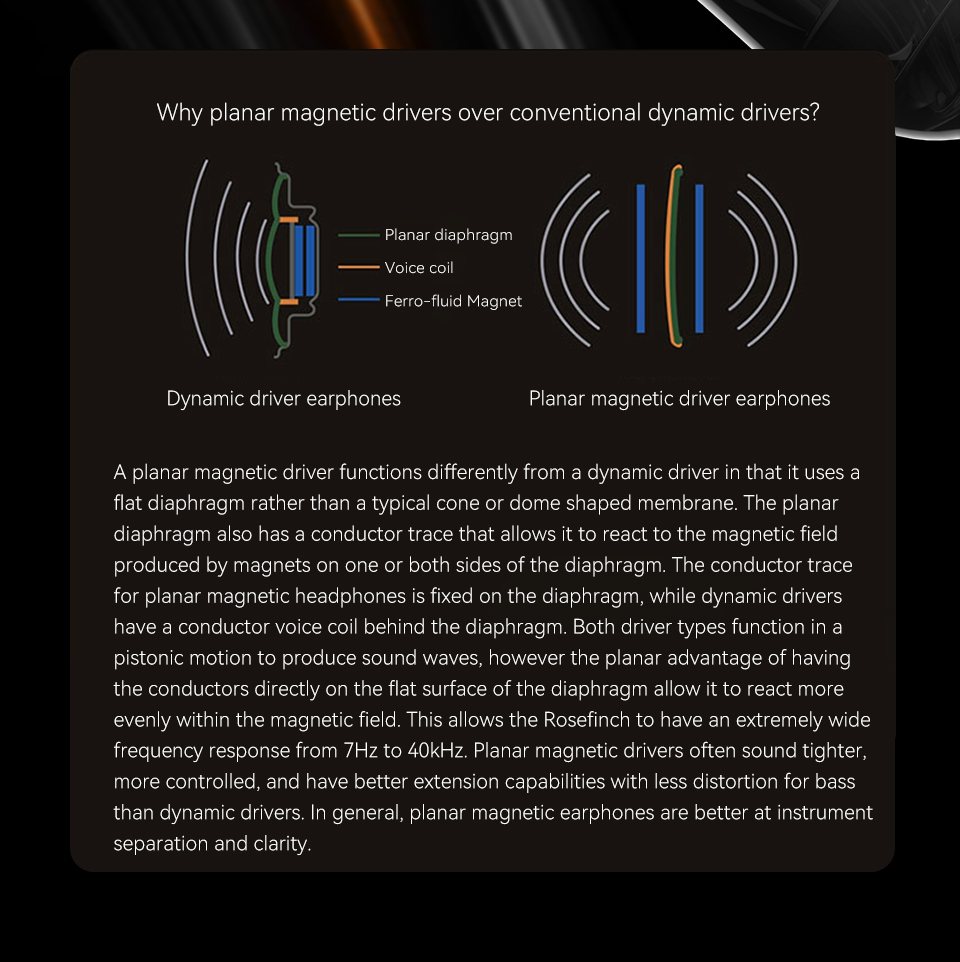 Why planar magnetic drivers over conventional dynamic drivers?
Planar diaphragm
Voice coil
Ferro-fluid Magnet
Dynamic driver earphones
Planar magnetic driver earphones
A planar magnetic driver functions differently from a dynamic driver in that it uses a
flat diaphragm rather than a typical cone or dome shaped membrane. The planar
diaphragm also has a conductor trace that allows it to react to the magnetic field
produced by magnets on one or both sides of the diaphragm. The conductor trace
for planar magnetic headphones is fixed on the diaphragm, while dynamic drivers
have a conductor voice coil behind the diaphragm. Both driver types function in a
pistonic motion to produce sound waves, however the planar advantage of having
the conductors directly on the flat surface of the diaphragm allow it to react more
evenly within the magnetic field. This allows the Rosefinch to have an extremely wide
frequency response from 7Hz to 40kHz. Planar magnetic drivers often sound tighter,
more controlled, and have better extension capabilities with less distortion for bass
than dynamic drivers. In general, planar magnetic earphones are better at instrument
separation and clarity.